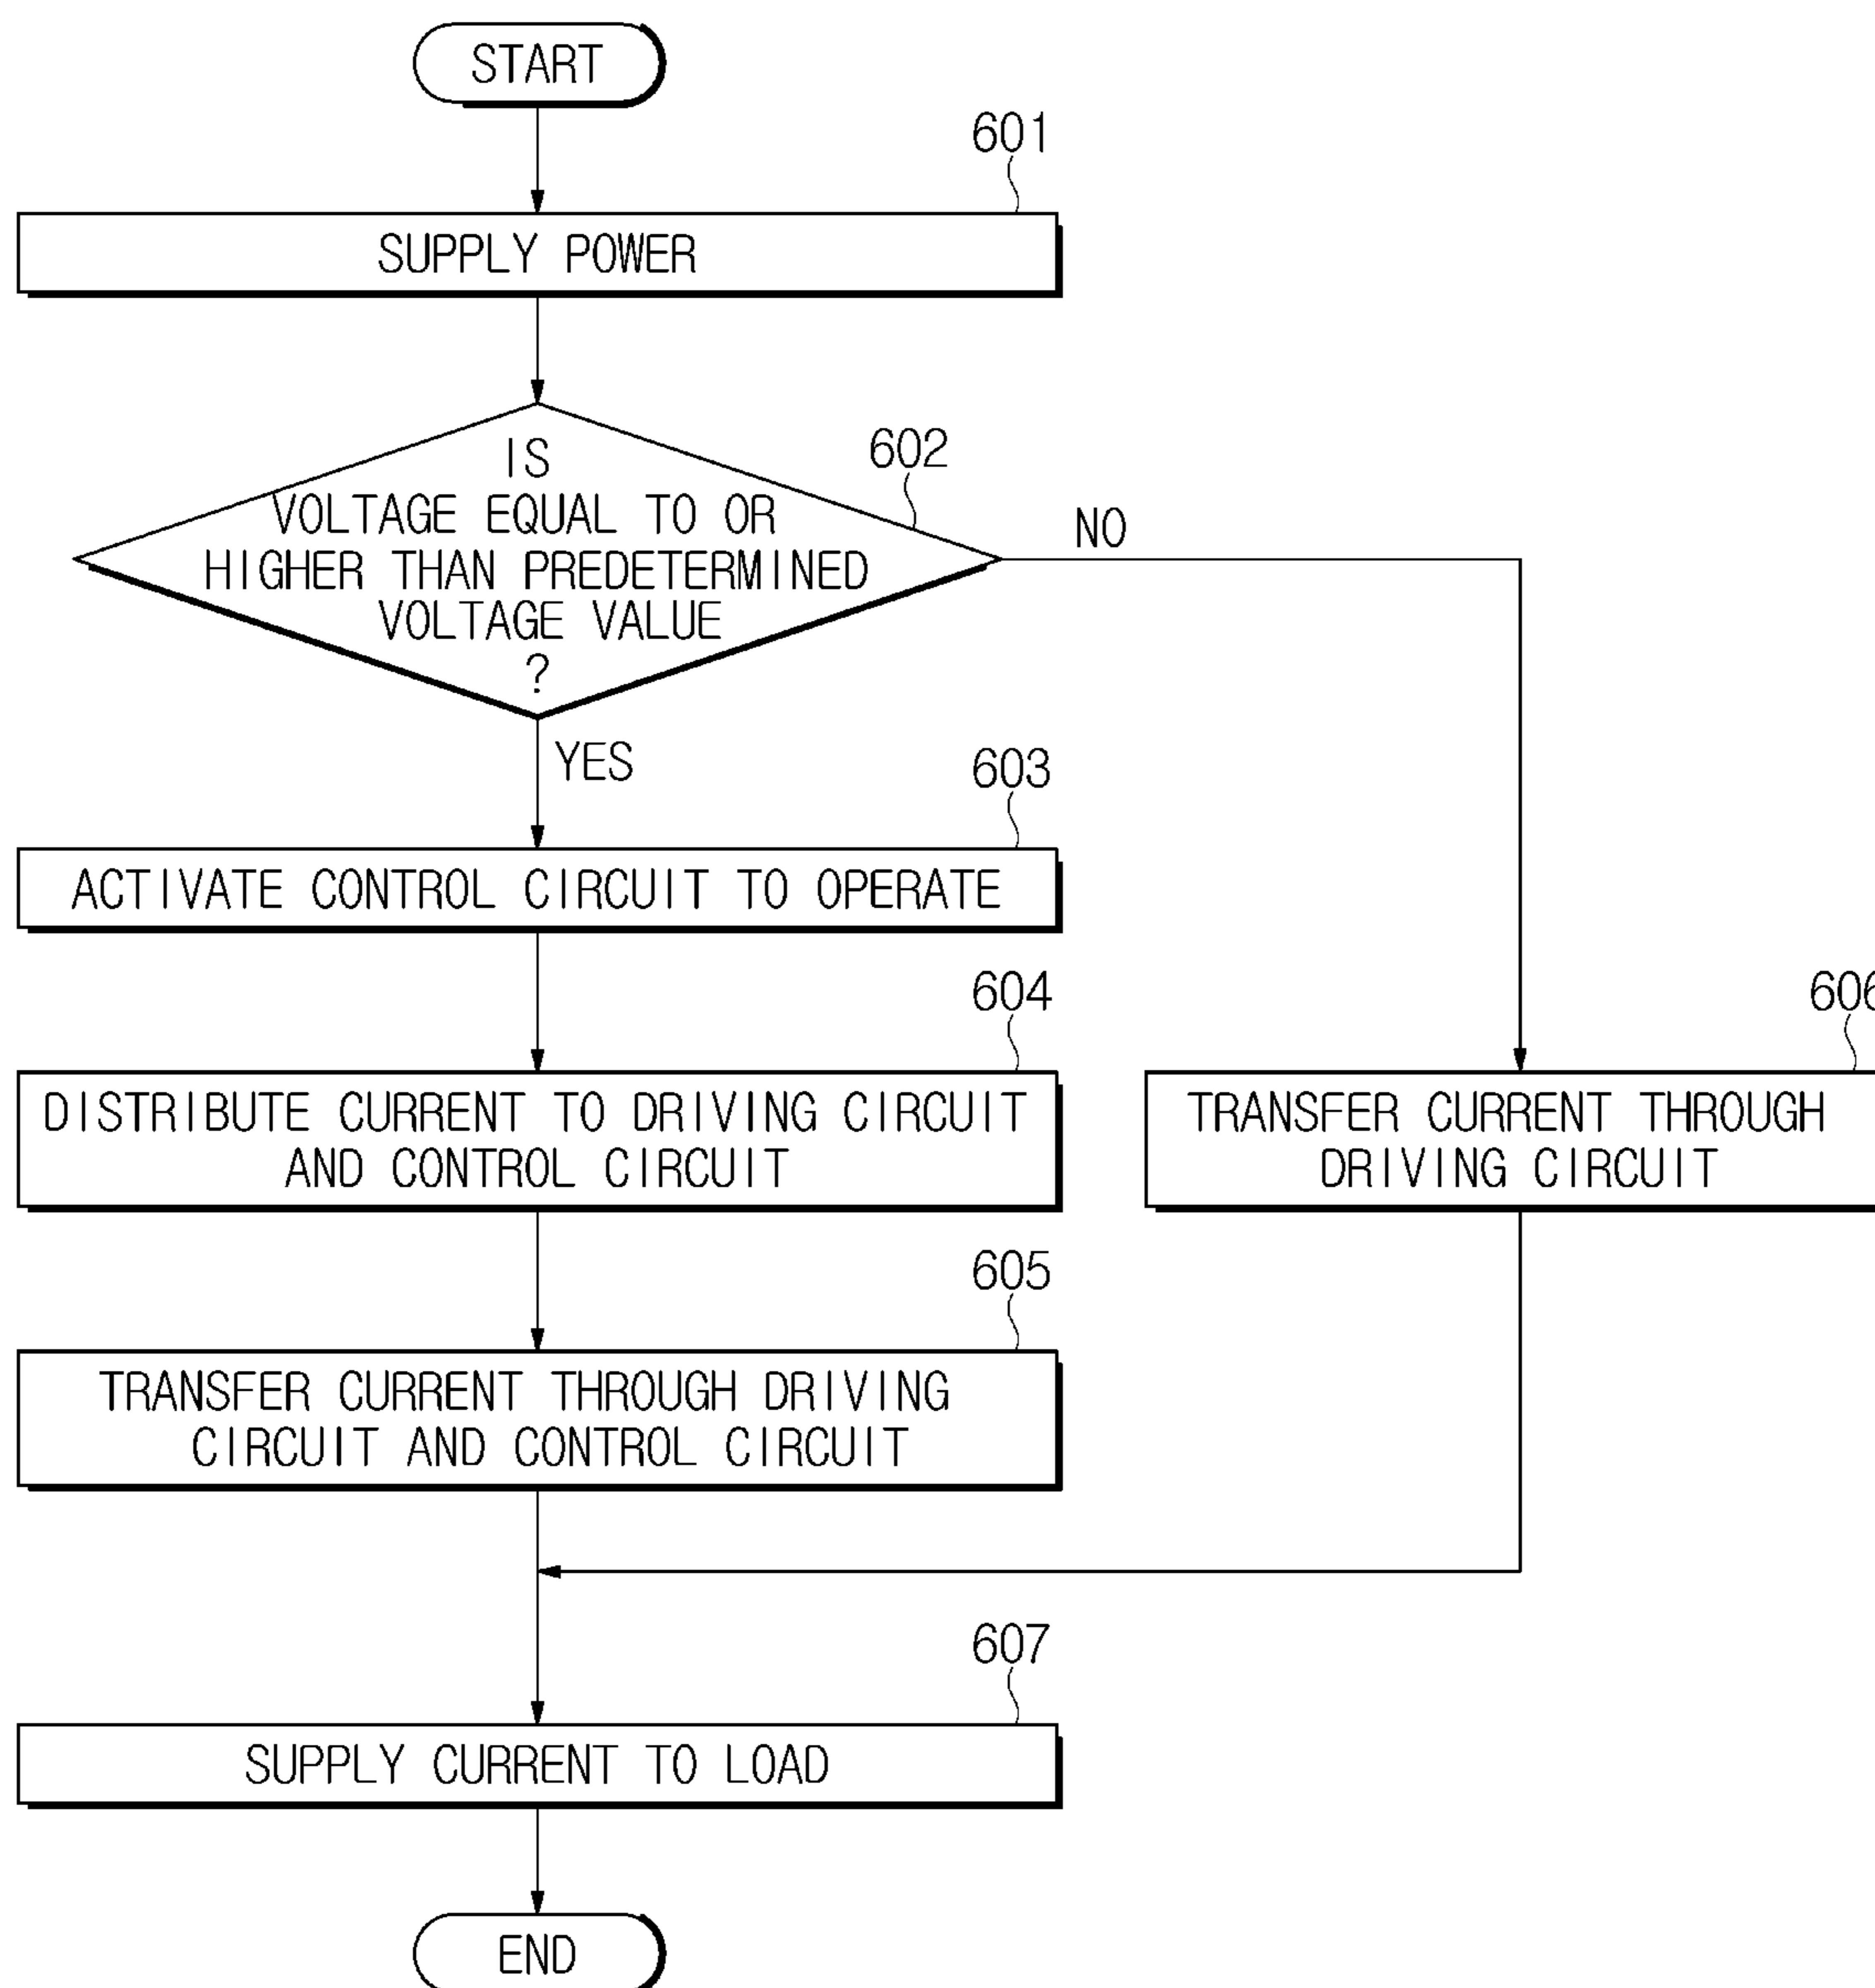 START
601
SUPPLY POWER
602
IS
VOLTAGE EQUAL TO OR
HIGHER THAN PREDETERMINED
VOLTAGE VALUE
?
NO
YES
603
ACTIVATE CONTROL CIRCUIT TO OPERATE
604
DISTRIBUTE CURRENT TO DRIVING CIRCUIT
AND CONTROL CIRCUIT
606
TRANSFER CURRENT THROUGH
DRIVING CIRCUIT
605
TRANSFER CURRENT THROUGH DRIVING
CIRCUIT AND CONTROL CIRCUIT
607
SUPPLY CURRENT TO LOAD
END